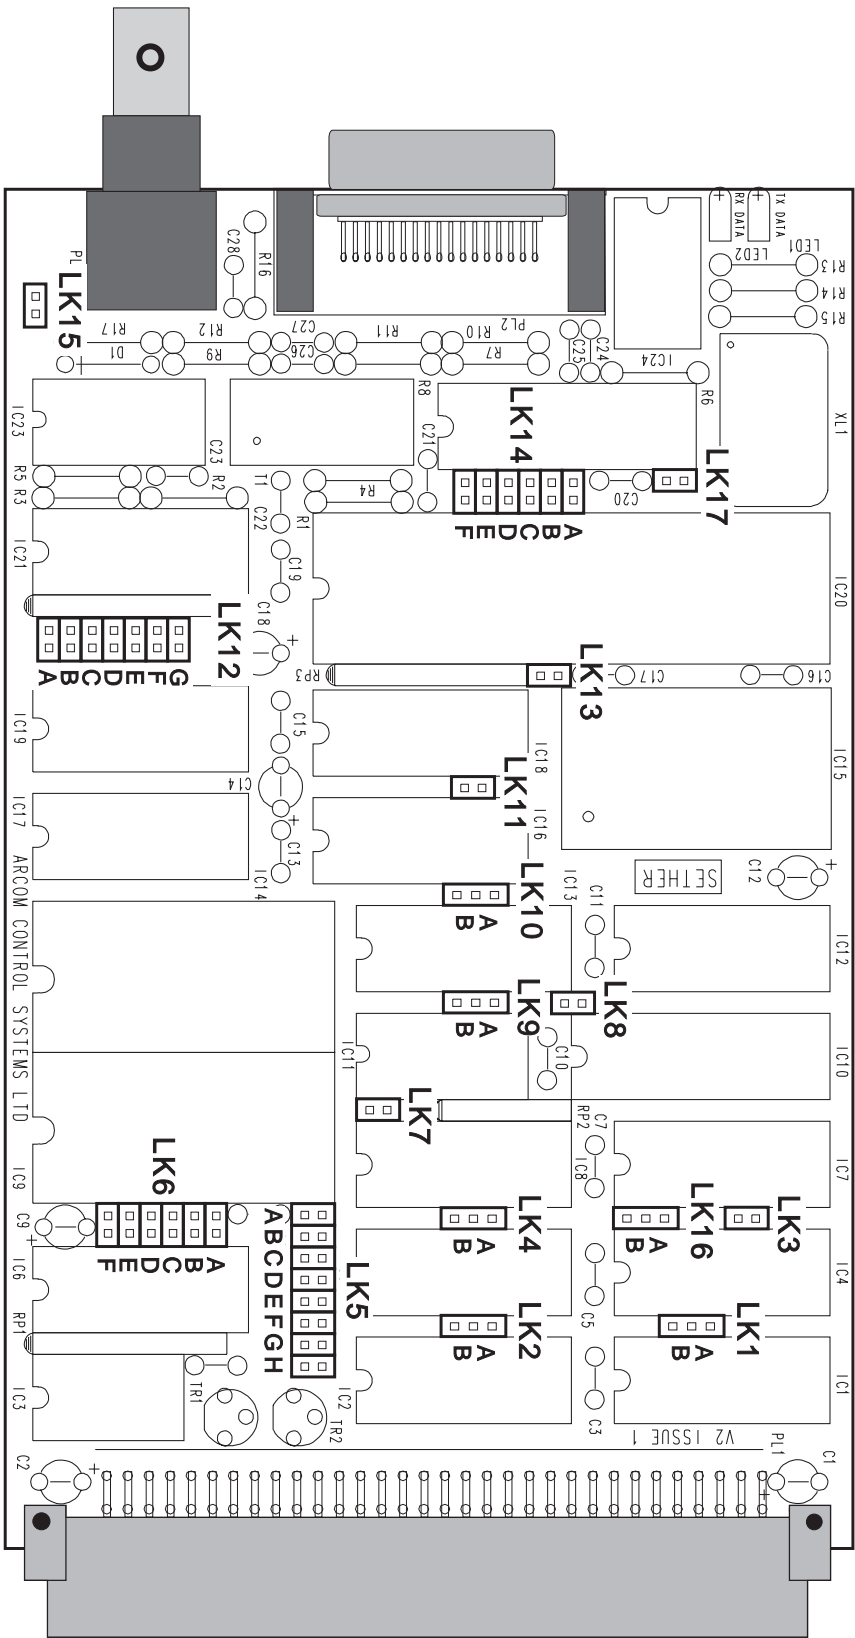 RX DATA
TX DATA
LED1
LED2
R13
R14
R15
PL
C28
R16
LK15
R17
R12
C27
R11
R10
PL2
D1
R9
C26
R7
C25
C24
IC24
XL1
R8
R6
IC23
C23
C21
LK14
LK17
R5
R3
R2
T1
C22
R4
R1
C20
F E D C B A
IC21
C19
IC20
LK12
C18
A B C D E F G
RP3
LK13
C17
C16
IC19
C15
C14
IC18
IC15
LK11
IC17
IC16
C13
IC14
ARCOM CONTROL SYSTEMS LTD
LK10
B A
IC13
C11
SETHER
C12
IC12
LK9
B A
LK8
C10
IC11
IC10
LK7
RP2
C7
IC8
IC7
IC9
LK6
C9
F E D C B A
A B C D E F G H
LK5
LK4
B A
LK16
B A
LK3
IC6
IC4
RP1
C5
LK2
B A
LK1
B A
IC3
TR1
TR2
IC2
C3
IC1
V2 ISSUE 1
PL1
C2
C1